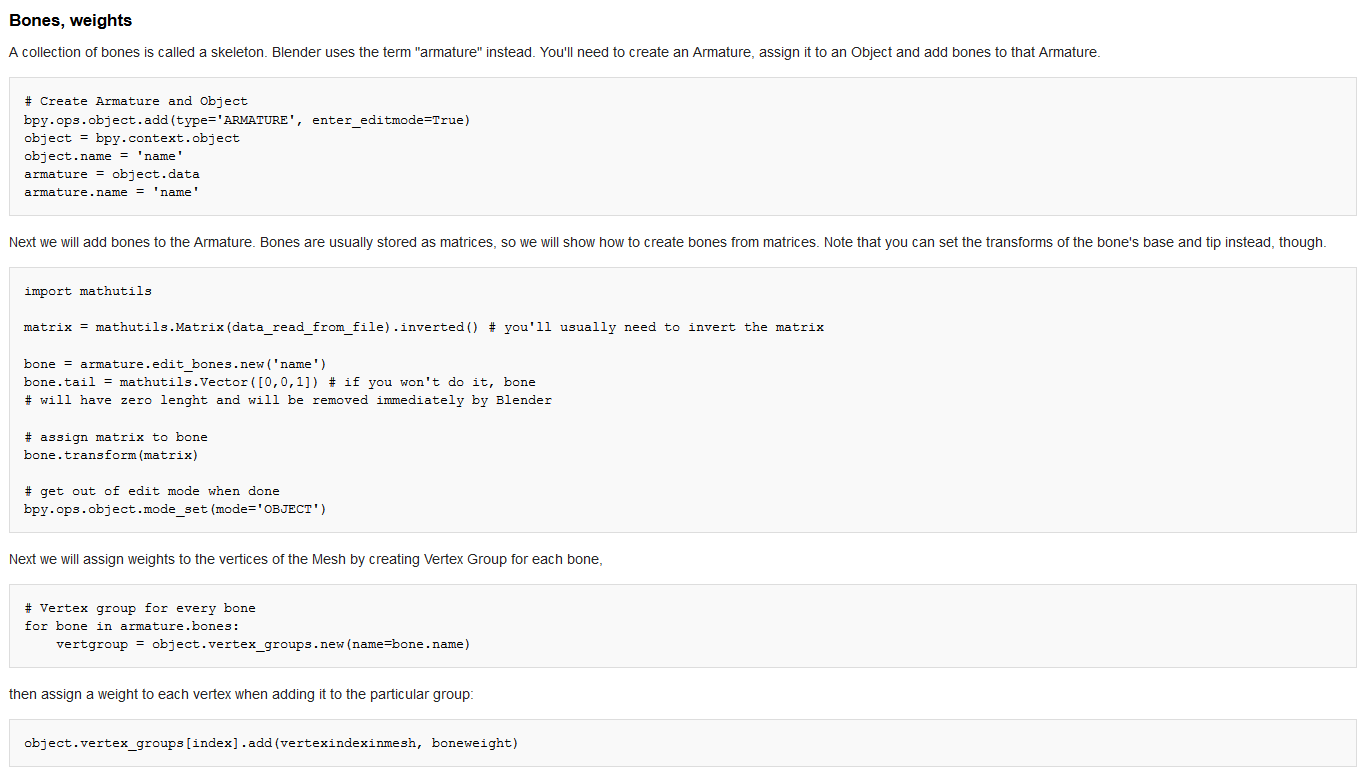 Bones, weights
A collection of bones is called a skeleton. Blender uses the term "armature" instead. You'll need to create an Armature, assign it to an Object and add bones to that Armature.
# Create Armature and Object
bpy.ops.object.add(type='ARMATURE', enter_editmode=True)
object = bpy.context.object
object.name = 'name'
armature = object.data
armature.name = 'name'
Next we will add bones to the Armature. Bones are usually stored as matrices, so we will show how to create bones from matrices. Note that you can set the transforms of the bone's base and tip instead, though.
import mathutils
matrix = mathutils.Matrix(data_read_from_file).inverted() # you'll usually need to invert the matrix
bone = armature.edit_bones.new('name')
bone.tail = mathutils.Vector([0,0,1]) # if you won't do it, bone
# will have zero lenght and will be removed immediately by Blender
# assign matrix to bone
bone.transform(matrix)
# get out of edit mode when done
bpy.ops.object.mode_set(mode='OBJECT')
Next we will assign weights to the vertices of the Mesh by creating Vertex Group for each bone,
# Vertex group for every bone
for bone in armature.bones:
    vertgroup = object.vertex_groups.new(name=bone.name)
then assign a weight to each vertex when adding it to the particular group:
object.vertex_groups[index].add(vertexindexinmesh, boneweight)